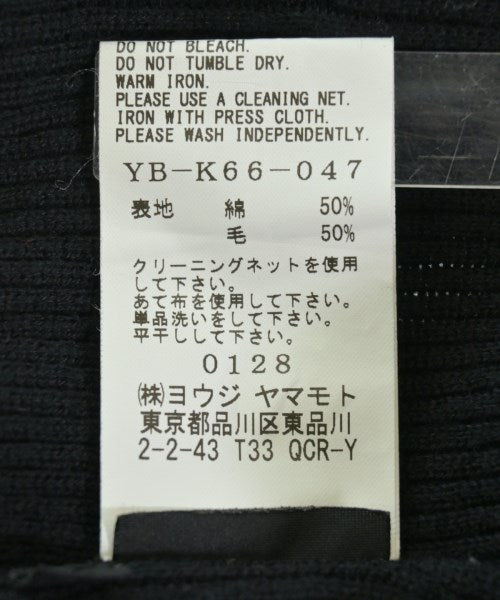 DO NOT BLEACH.
DO NOT TUMBLE DRY.
WARM IRON.
PLEASE USE A CLEANING NET.
IRON WITH PRESS CLOTH.
PLEASE WASH INDEPENDENTLY.
YB-K66-047
表地 綿 50%
毛 50%
クリーニングネットを使用
して下さい。
あて布を使用して下さい。
単品洗いをして下さい。
平干しして下さい。
0128
㈱ヨウジ ヤマモト
東京都品川区東品川
2-2-43 T33 QCR-Y